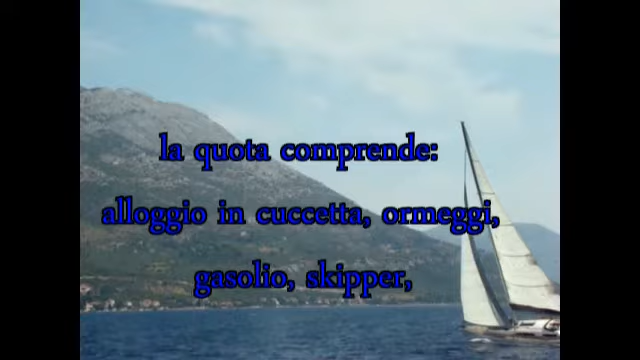 la quota comprende:
alloggio in cuccetta, ormeggi,
gasolio, skipper,